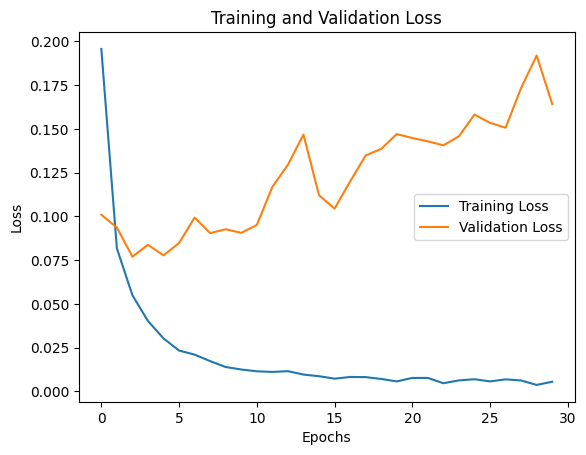 Training and Validation Loss
Loss
0.200
0.175
0.150
0.125
0.100
0.075
0.050
0.025
0.000
Training Loss
Validation Loss
0 5 10 15 20 25 30
Epochs